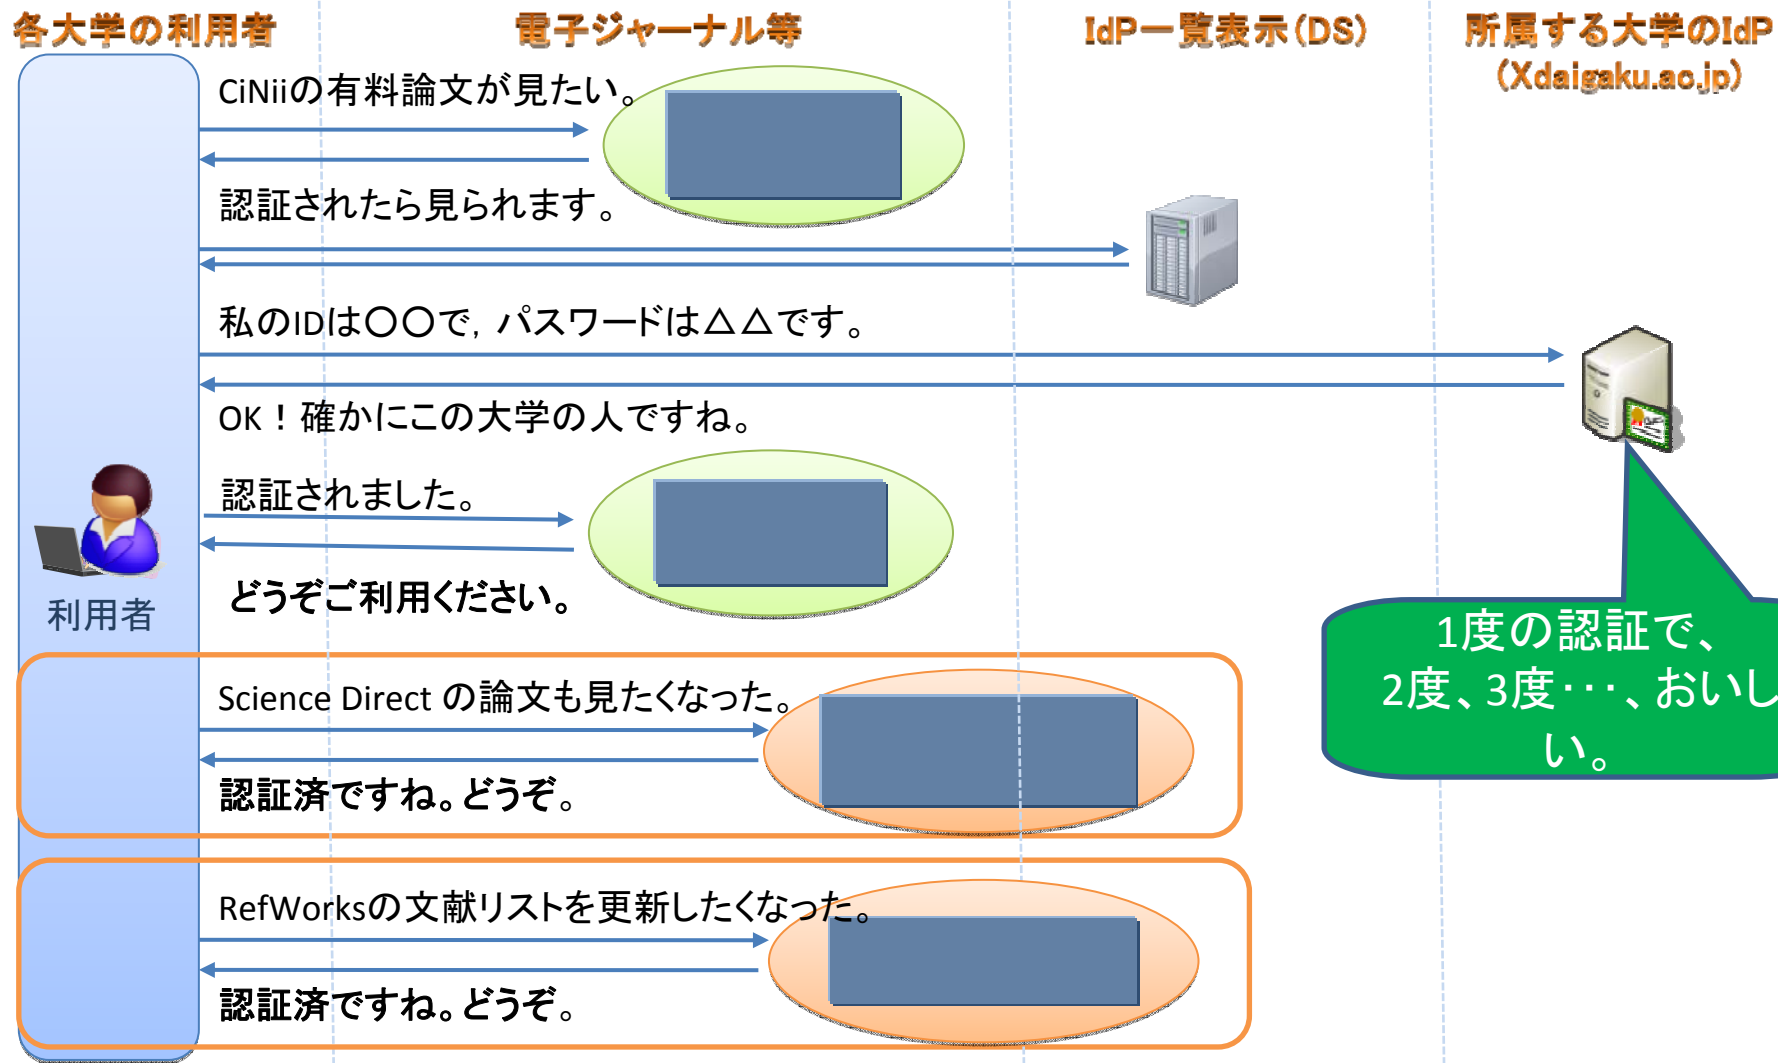 各大学の利用者
電子ジャーナル等
IdP一覧表示(DS)
所属する大学のIdP
(Xdaigaku.ac.jp)
CiNiiの有料論文が見たい。
認証されたら見られます。
私のIDは〇〇で，パスワードは△△です。
OK！確かにこの大学の人ですね。
認証されました。
どうぞご利用ください。
利用者
1度の認証で、
2度、3度・・・、おいし
い。
Science Direct の論文も見たくなった。
認証済ですね。どうぞ。
RefWorksの文献リストを更新したくなった。
認証済ですね。どうぞ。